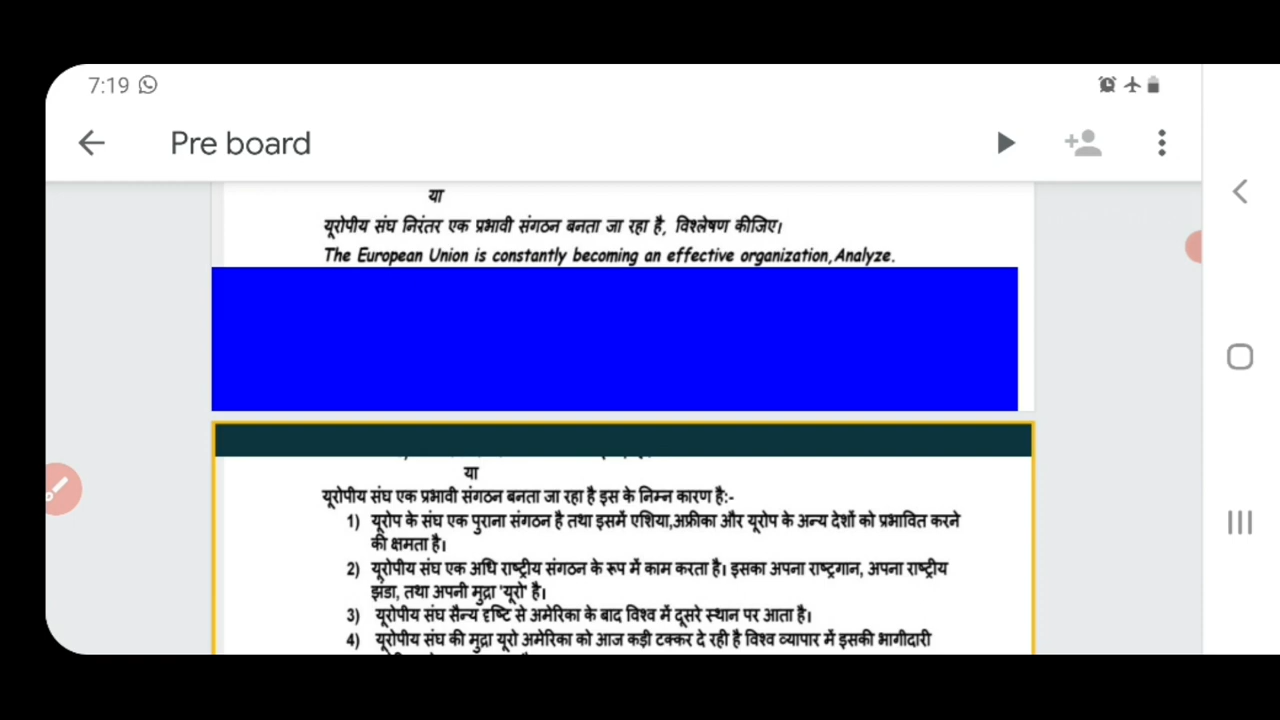 7:19
Pre board
या
यूरोपीय संघ निरंतर एक प्रभावी संगठन बनता जा रहा है, विश्लेषण कीजिए।
The European Union is constantly becoming an effective organization,Analyze.
या
यूरोपीय संघ एक प्रभावी संगठन बनता जा रहा है इस के निम्न कारण है:-
1) यूरोप के संघ एक पुराना संगठन है तथा इसमें एशिया,अफ्रीका और यूरोप के अन्य देशों को प्रभावित करने
की क्षमता है।
2) यूरोपीय संघ एक अधि राष्ट्रीय संगठन के रूप में काम करता है। इसका अपना राष्ट्रगान, अपना राष्ट्रीय
झंडा, तथा अपनी मुद्रा 'यूरो' है।
3) यूरोपीय संघ सैन्य दृष्टि से अमेरिका के बाद विश्व में दूसरे स्थान पर आता है।
4) यूरोपीय संघ की मुद्रा यूरो अमेरिका को आज कड़ी टक्कर दे रही है विश्व व्यापार में इसकी भागीदारी